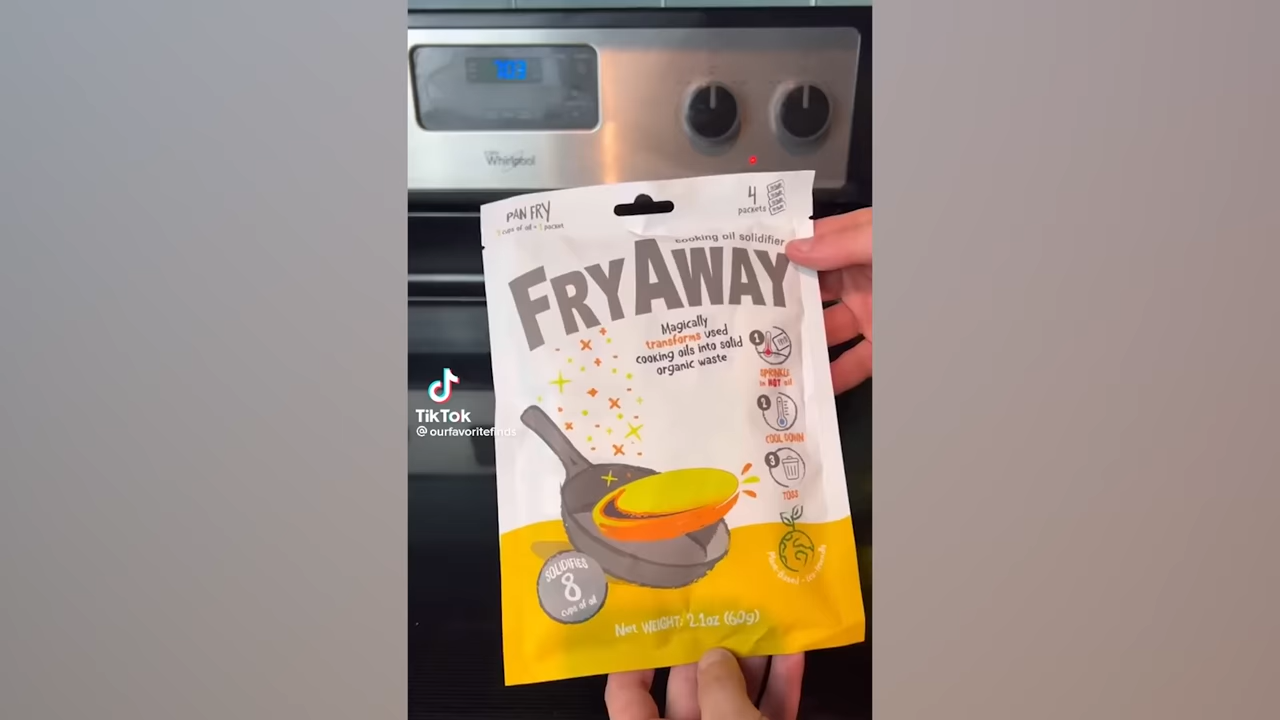 Whirlpool
PAN FRY
4
packets
cooking oil solidifier
FRYAWAY
Magically
transforms used
cooking oils into solid
organic waste
1
SPRINKLE
in HOT oil
2
COOL DOWN
3
TOSS
SOLIDIFIES
8
cups of oil
Plant-Based
Net WEIGHT: 2.1oz (60g)
TikTok
@ourfavoritefinds